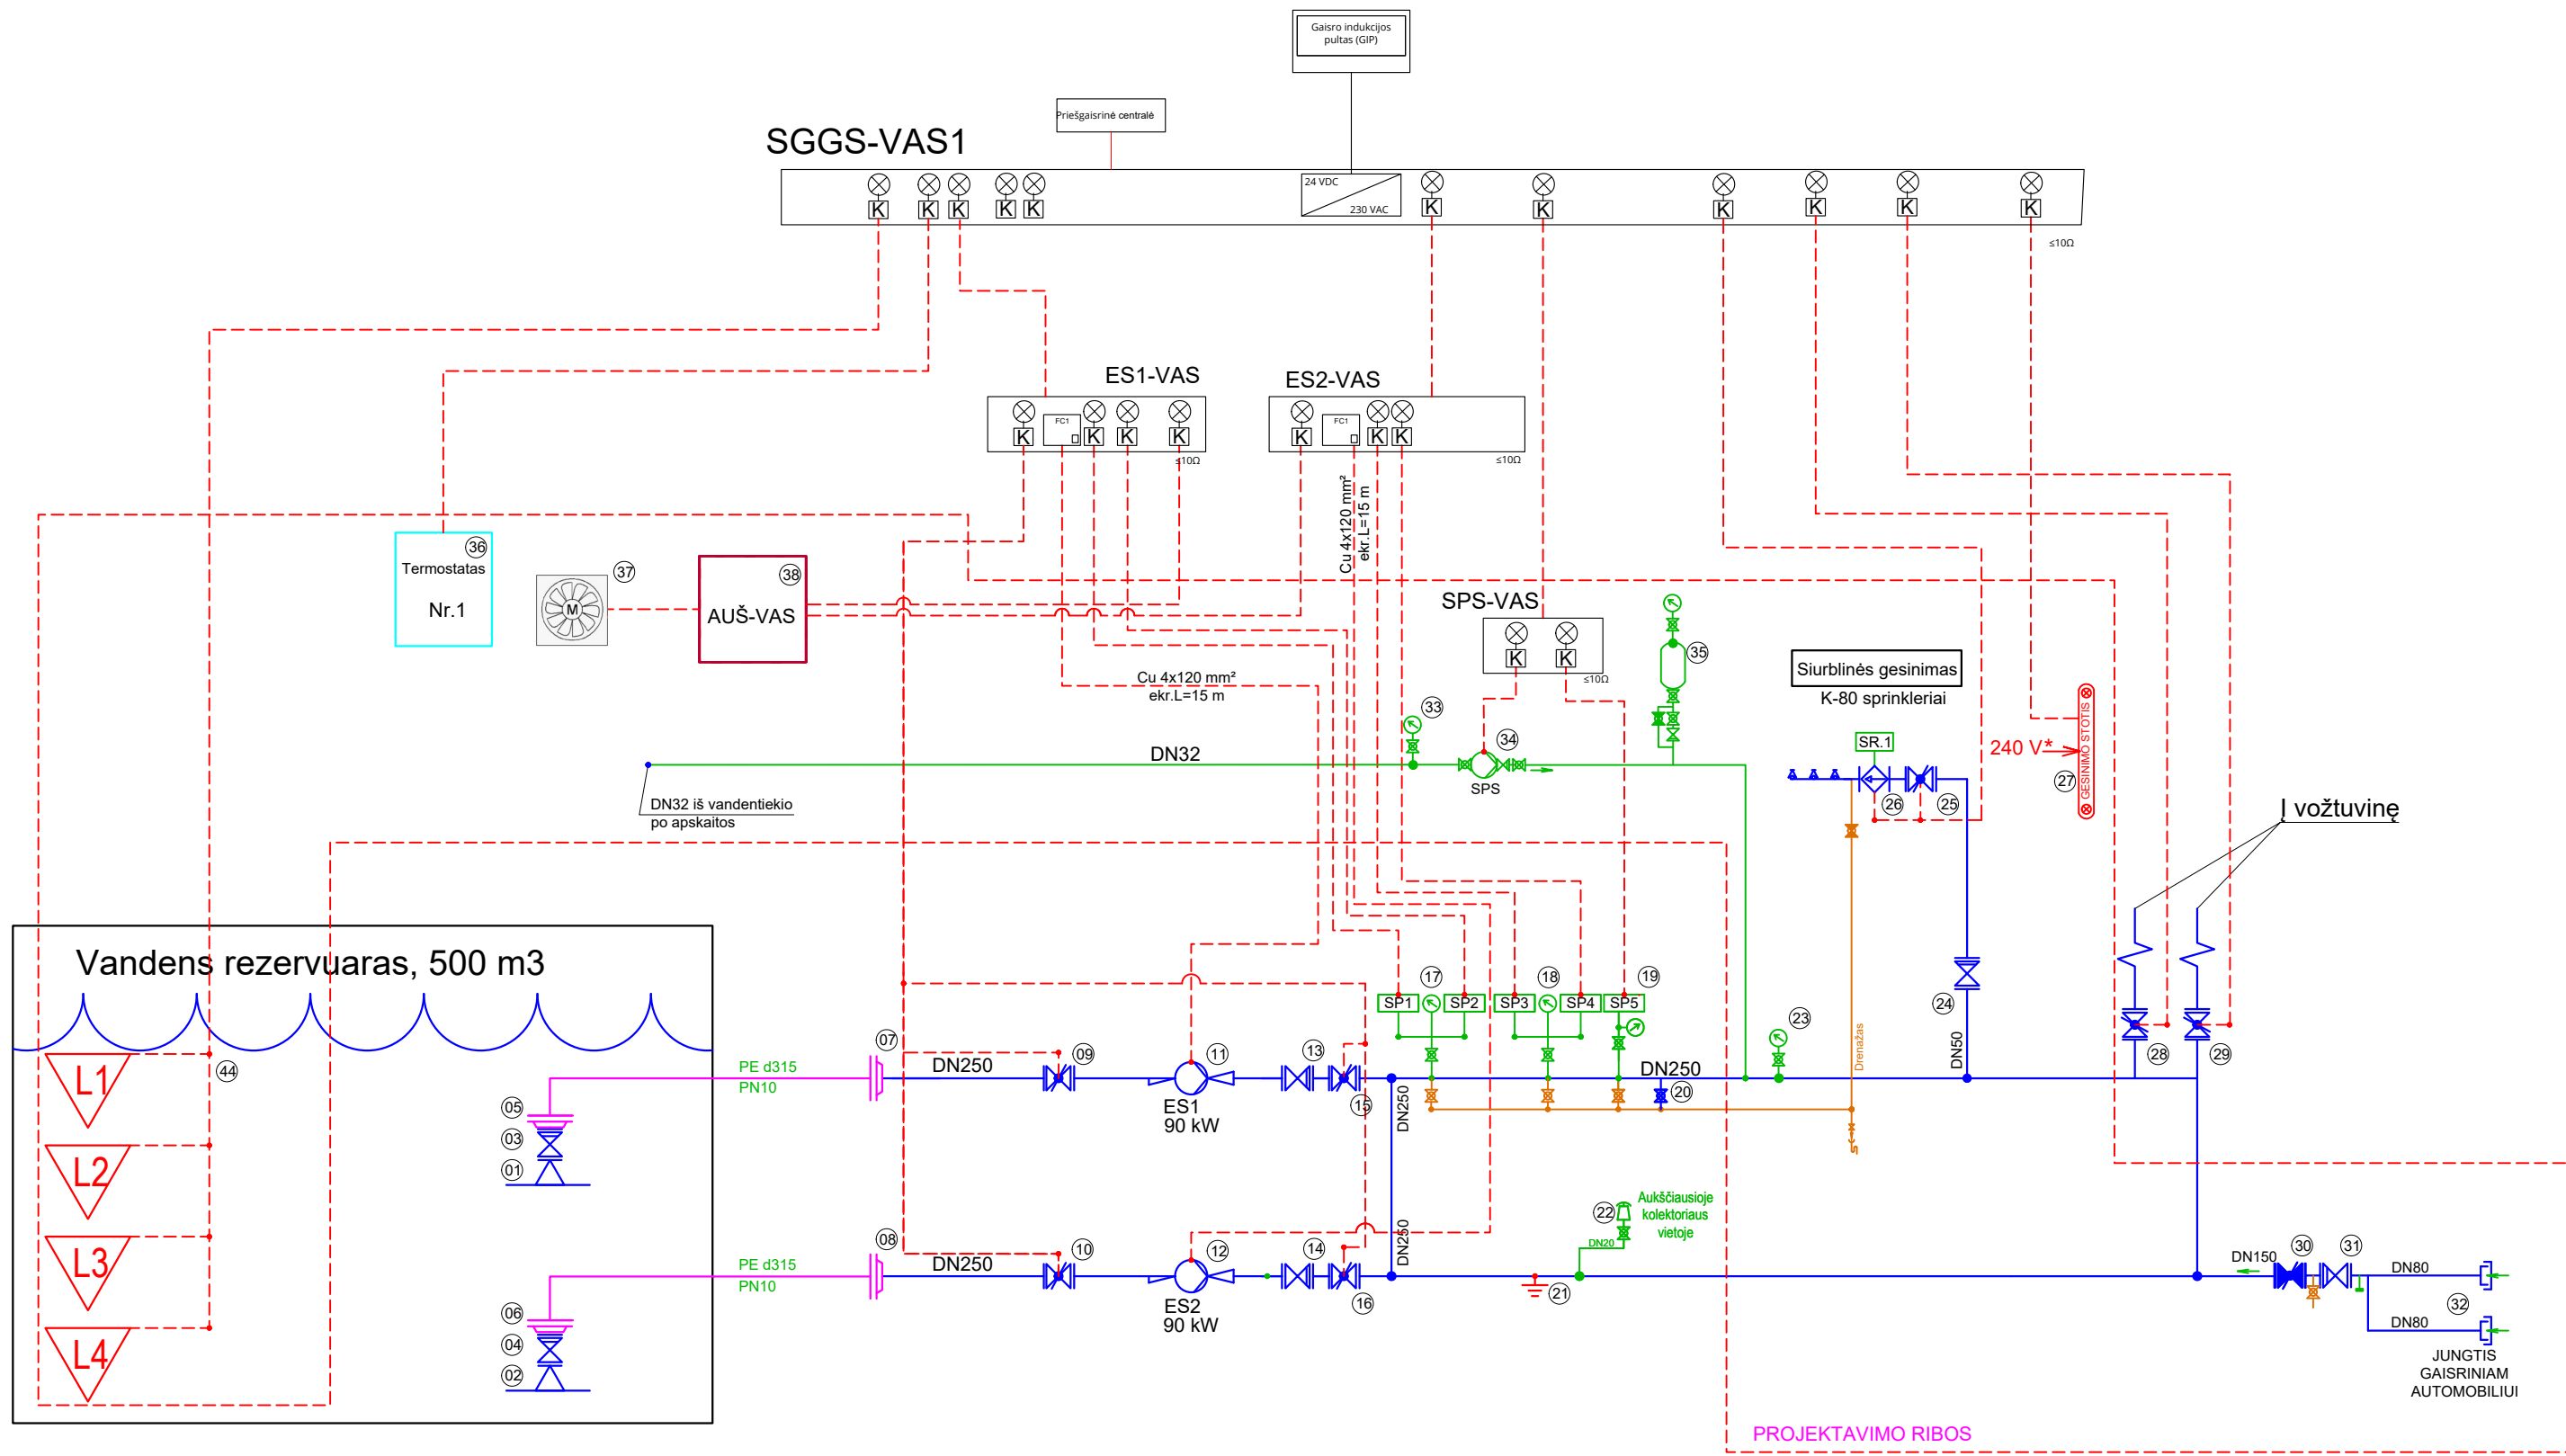 Gaisro indukcijos
pultas (GIP)
Priešgaisrinė centralė
SGGS-VAS1
24 VDC
230 VAC
K
K
K
K
K
K
K
K
K
K
K
≤10Ω
ES1-VAS
ES2-VAS
K
FC1
K
K
K
≤10Ω
K
FC1
K
K
≤10Ω
Cu 4x120 mm²
ekr.L=15 m
36
Termostatas
Nr.1
37
M
38
AUŠ-VAS
SPS-VAS
K
K
≤10Ω
35
Cu 4x120 mm²
ekr.L=15 m
Siurblinės gesinimas
K-80 sprinkleriai
33
34
DN32
SPS
SR.1
240 V*
GESINIMO STOTIS
27
26
25
DN32 iš vandentiekio
po apskaitos
Į vožtuvinę
Vandens rezervuaras, 500 m3
17
18
19
SP1
SP2
SP3
SP4
SP5
24
23
07
09
11
13
28
29
L1
44
PE d315
PN10
DN250
DN250
Drenažas
DN50
05
03
01
ES1
90 kW
15
DN250
20
L2
22
Aukščiausioje
kolektoriaus
vietoje
DN20
08
10
12
14
DN250
L3
PE d315
PN10
DN250
DN150
30
31
DN80
06
04
02
ES2
90 kW
16
21
32
DN80
L4
JUNGTIS
GAISRINIAM
AUTOMOBILIUI
PROJEKTAVIMO RIBOS